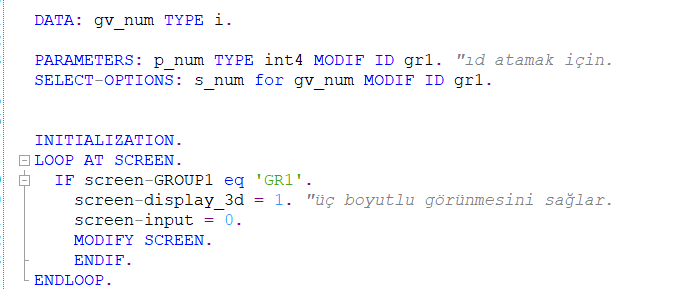 DATA: gv_num TYPE i.
PARAMETERS: p_num TYPE int4 MODIF ID gr1. "ıd atamak için.
SELECT-OPTIONS: s_num for gv_num MODIF ID gr1.
INITIALIZATION.
LOOP AT SCREEN.
IF screen-GROUP1 eq 'GR1'.
screen-display_3d = 1. "üç boyutlu görünmesini sağlar.
screen-input = 0.
MODIFY SCREEN.
ENDIF.
ENDLOOP.